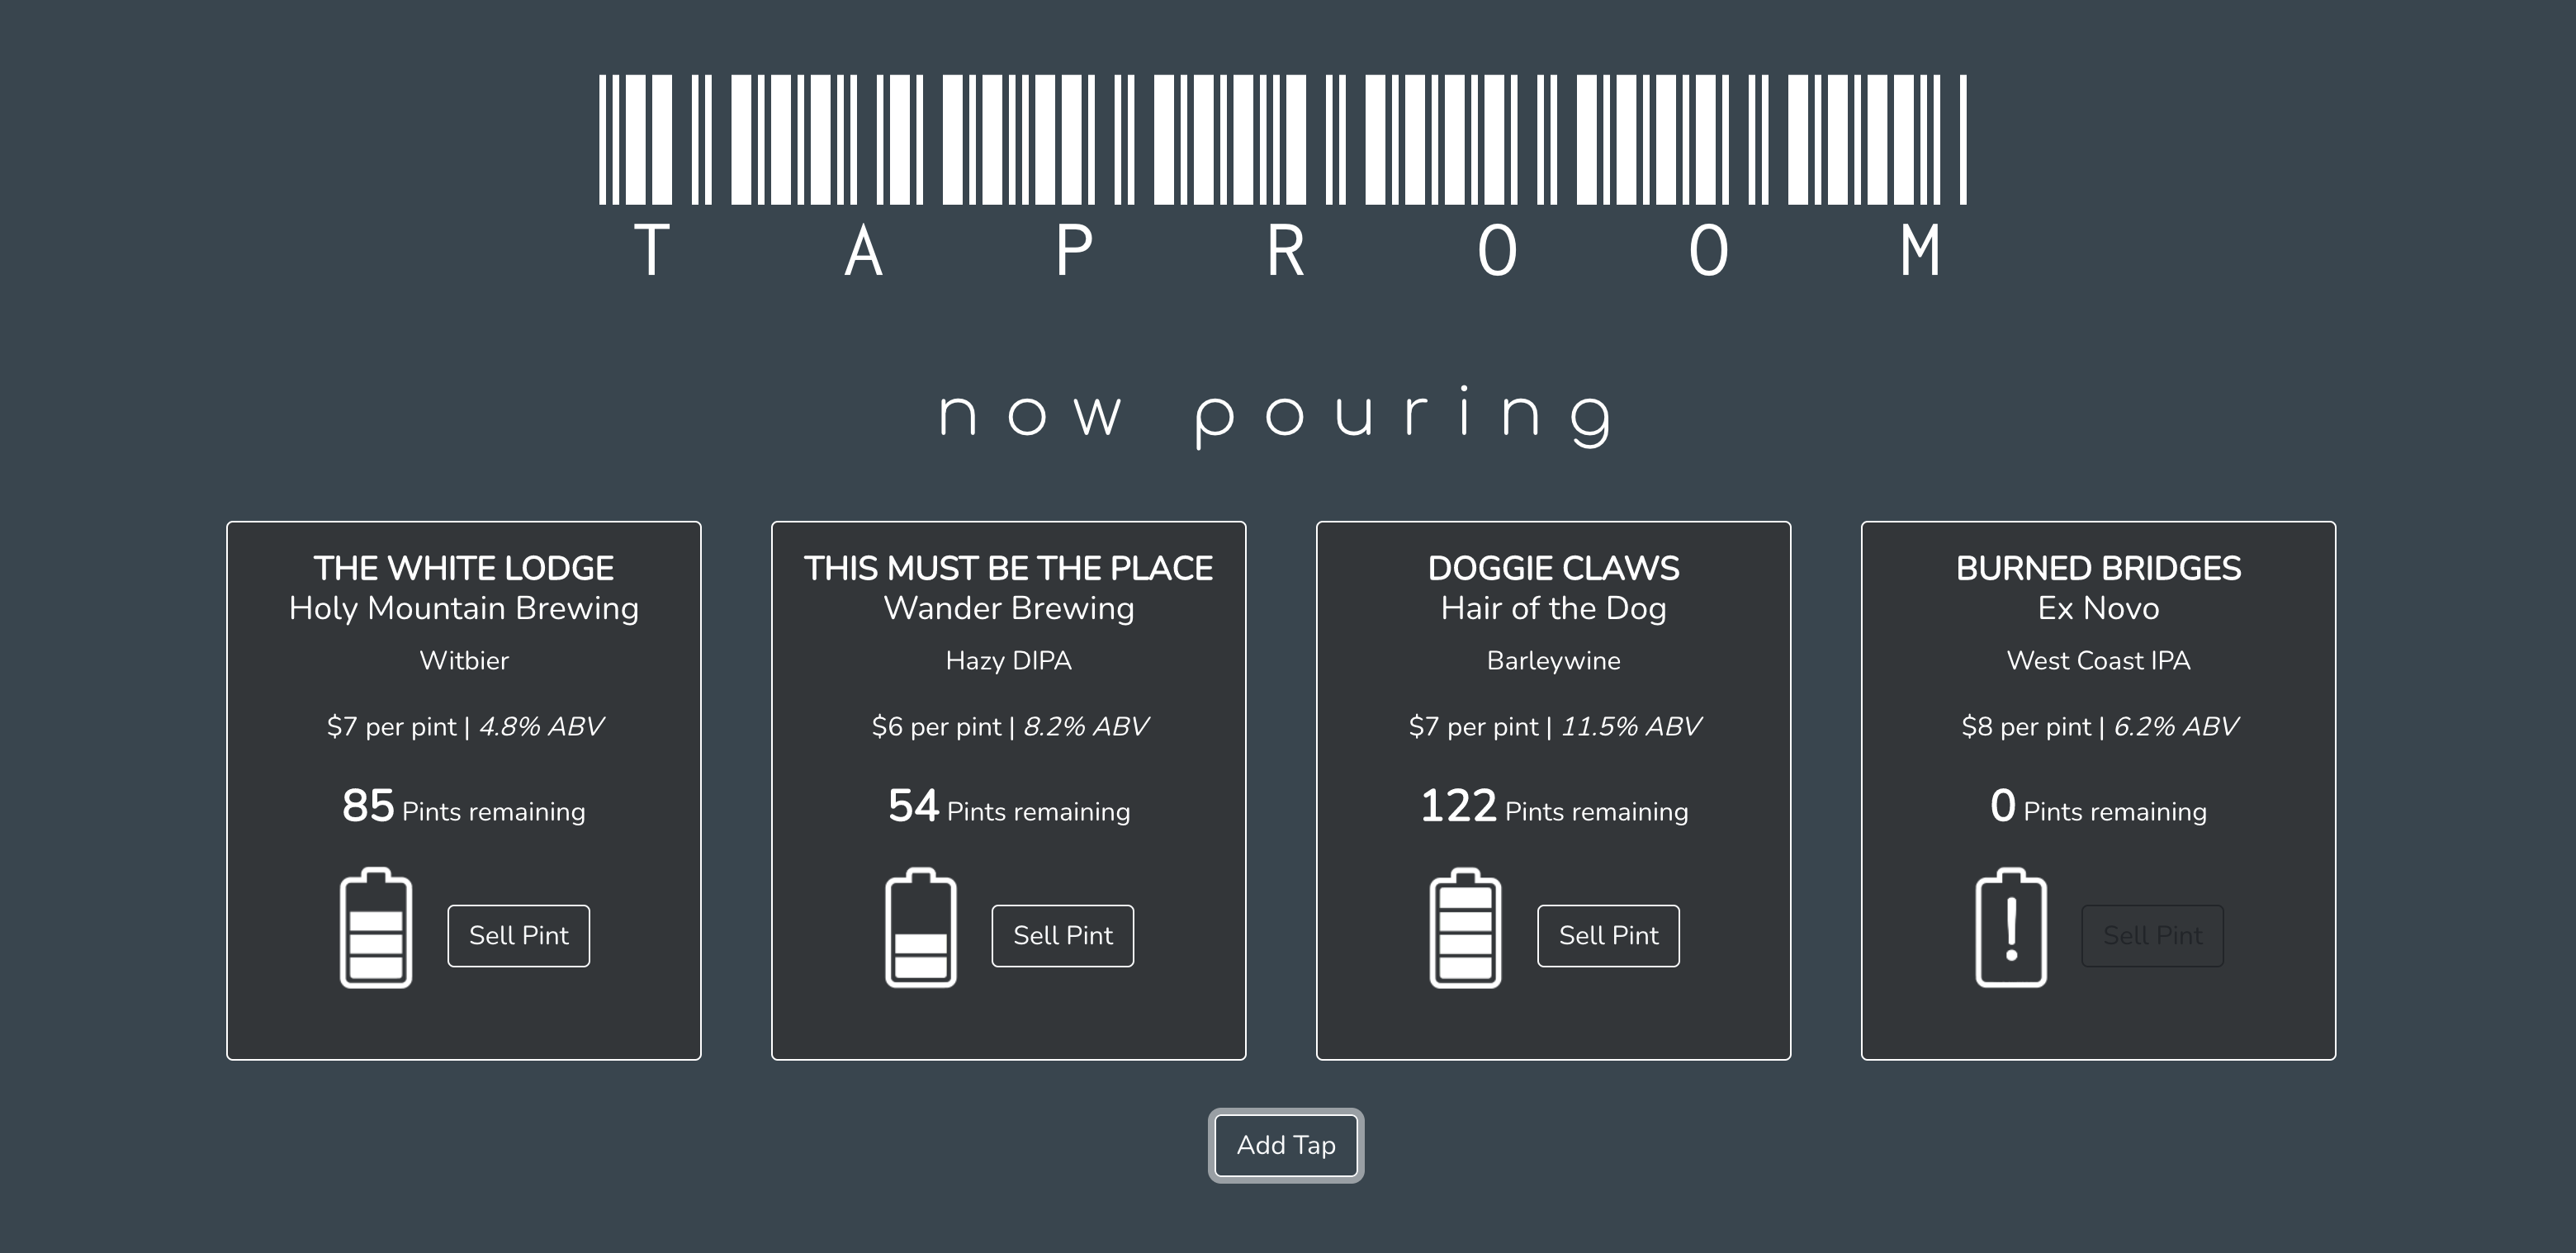 T A P R O O M
now pouring
THE WHITE LODGE
Holy Mountain Brewing
Witbier
$7 per pint | 4.8% ABV
85 Pints remaining
Sell Pint
THIS MUST BE THE PLACE
Wander Brewing
Hazy DIPA
$6 per pint | 8.2% ABV
54 Pints remaining
Sell Pint
DOGGIE CLAWS
Hair of the Dog
Barleywine
$7 per pint | 11.5% ABV
122 Pints remaining
Sell Pint
BURNED BRIDGES
Ex Novo
West Coast IPA
$8 per pint | 6.2% ABV
0 Pints remaining
Sell Pint
Add Tap